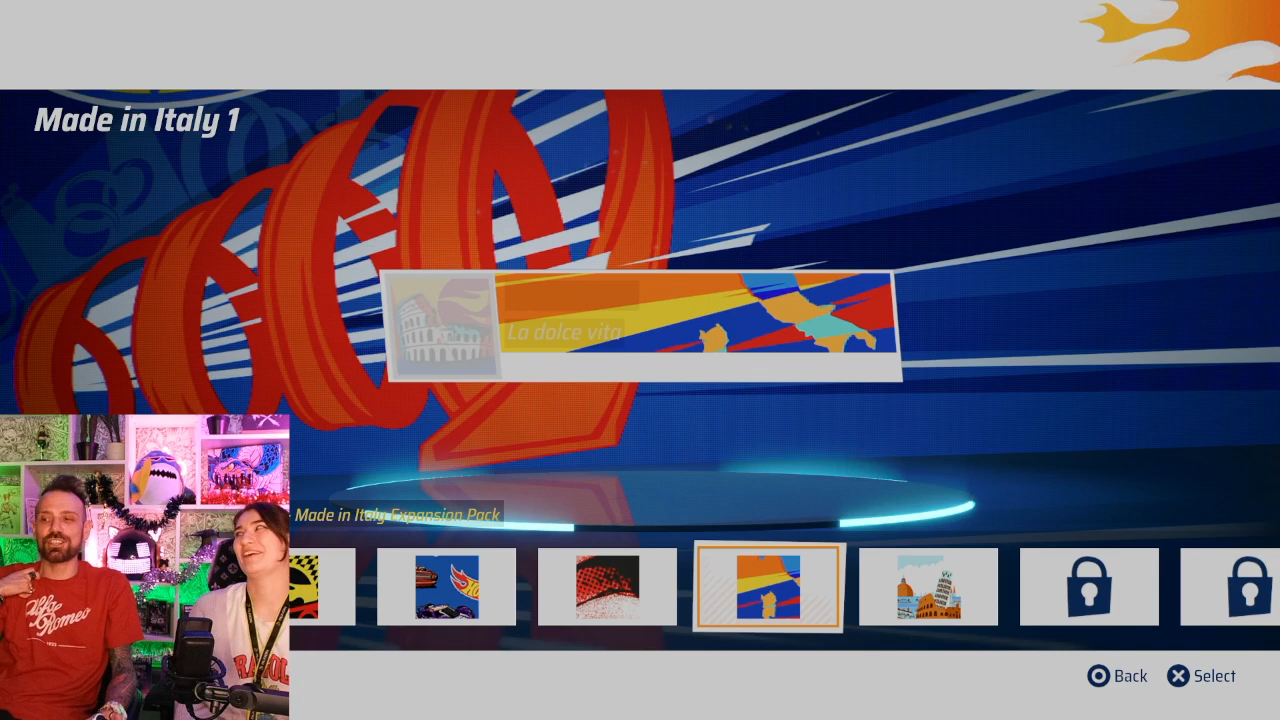 Made in Italy 1
La dolce vita
Made in Italy Expansion Pack
Back
Select
Alfa
Romeo